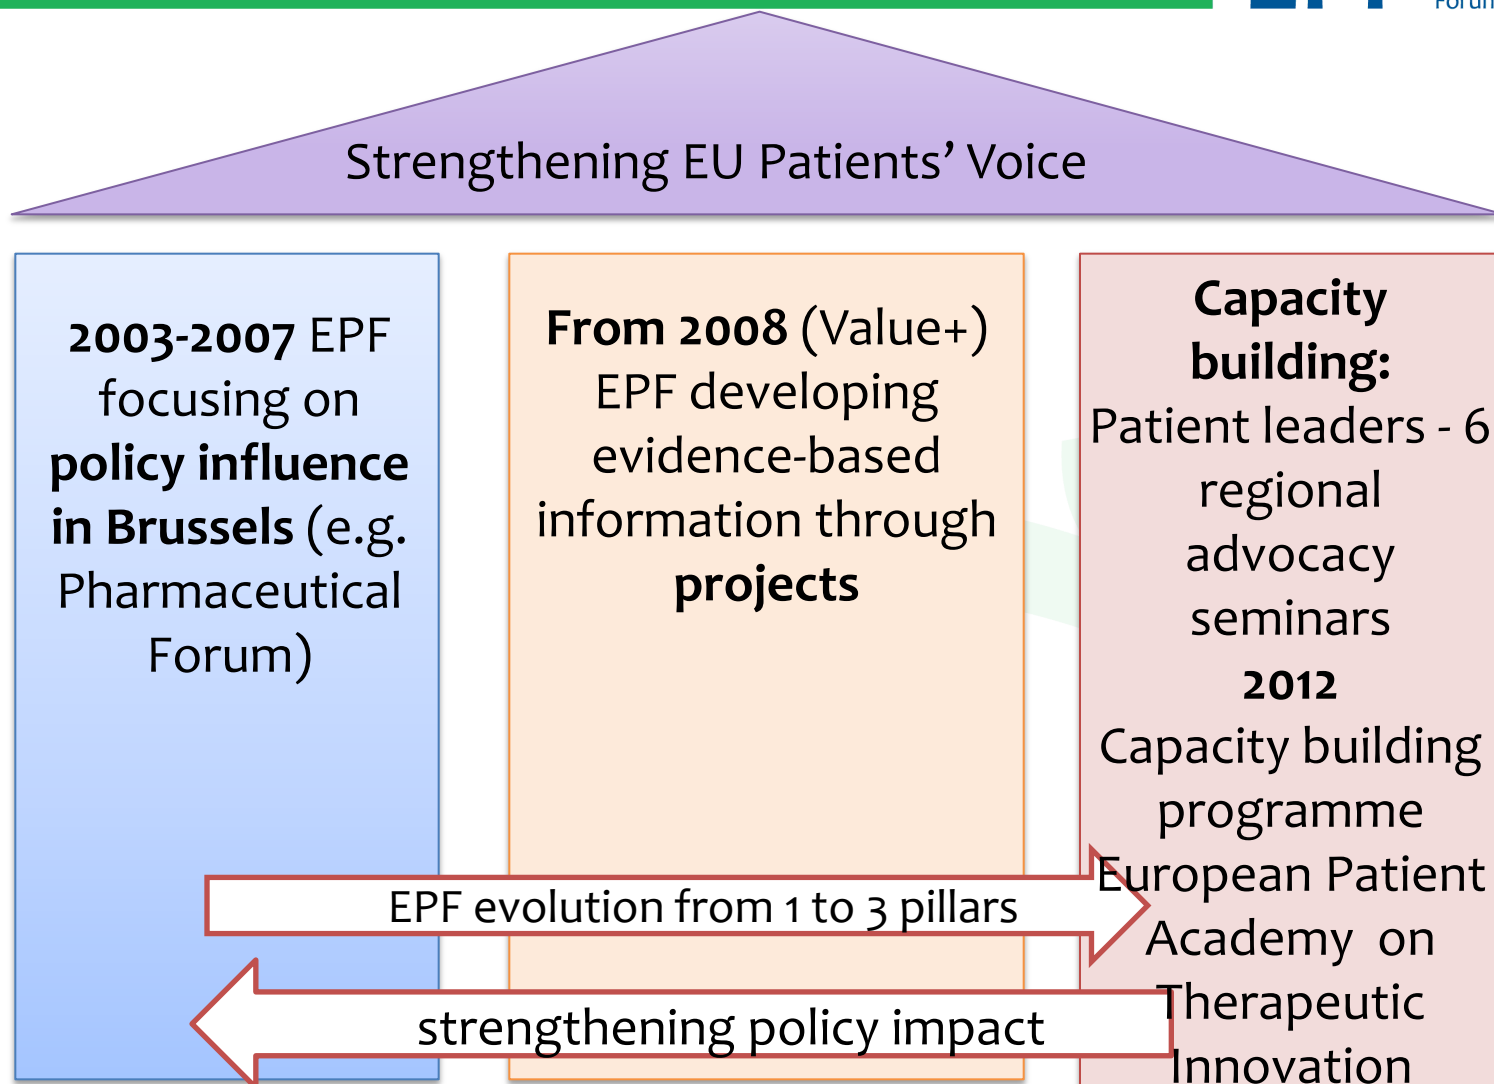 Forum
Strengthening EU Patients’ Voice
2003-2007 EPF
focusing on
policy influence
in Brussels (e.g.
Pharmaceutical
Forum)
From 2008 (Value+)
EPF developing
evidence-based
information through
projects
Capacity
building:
Patient leaders - 6
regional
advocacy
seminars
2012
Capacity building
programme
European Patient
Academy on
Therapeutic
Innovation
EPF evolution from 1 to 3 pillars
strengthening policy impact